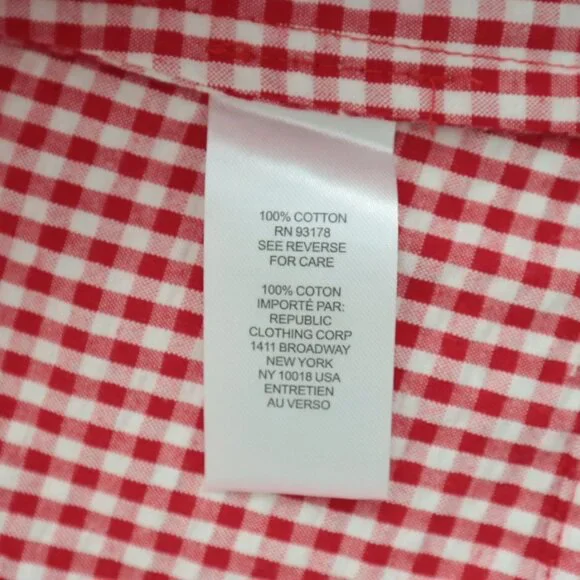 100% COTTON
RN 93178
SEE REVERSE
FOR CARE
100% COTON
IMPORTÉ PAR:
REPUBLIC
CLOTHING CORP
1411 BROADWAY
NEW YORK
NY 10018 USA
ENTRETIEN
AU VERSO